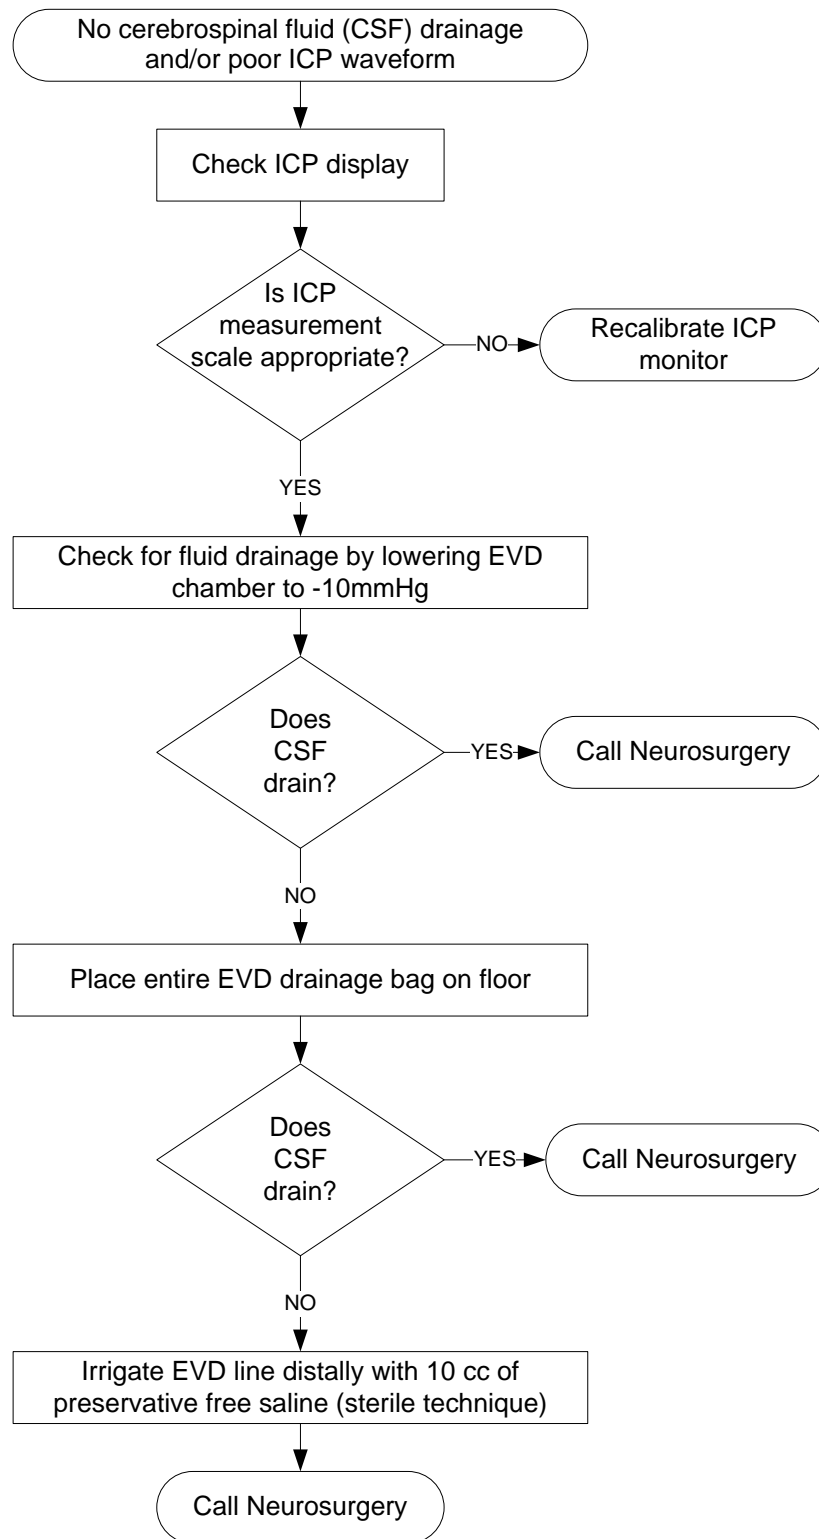 No cerebrospinal fluid (CSF) drainage
and/or poor ICP waveform
Check ICP display
Is ICP
measurement
scale appropriate?
NO
Recalibrate ICP
monitor
YES
Check for fluid drainage by lowering EVD
chamber to -10mmHg
Does
CSF
drain?
YES
Call Neurosurgery
NO
Place entire EVD drainage bag on floor
Does
CSF
drain?
YES
Call Neurosurgery
NO
Irrigate EVD line distally with 10 cc of
preservative free saline (sterile technique)
Call Neurosurgery